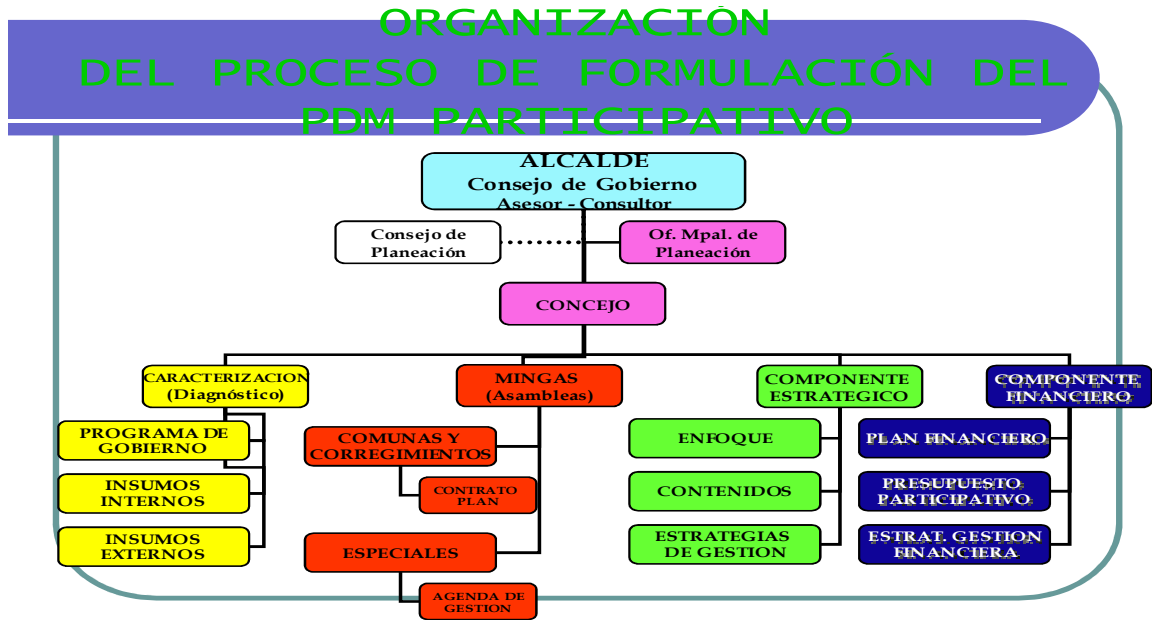 ORGANIZACIÓN
DEL PROCESO DE FORMULACIÓN DEL
PDM PARTICIPATIVO
ALCALDE
Consejo de Gobierno
Asesor - Consultor
Consejo de
Planeación
Of. Mpal. de
Planeación
CONCEJO
CARACTERIZACION
(Diagnóstico)
PROGRAMA DE
GOBIERNO
INSUMOS
INTERNOS
INSUMOS
EXTERNOS
MINGAS
(Asambleas)
COMUNAS Y
CORREGIMIENTOS
CONTRATO
PLAN
ESPECIALES
AGENDA DE
GESTION
COMPONENTE
ESTRATEGICO
ENFOQUE
CONTENIDOS
ESTRATEGIAS
DE GESTION
COMPONENTE
FINANCIERO
PLAN FINANCIERO
PRESUPUESTO
PARTICIPATIVO
ESTRAT. GESTION
FINANCIERA